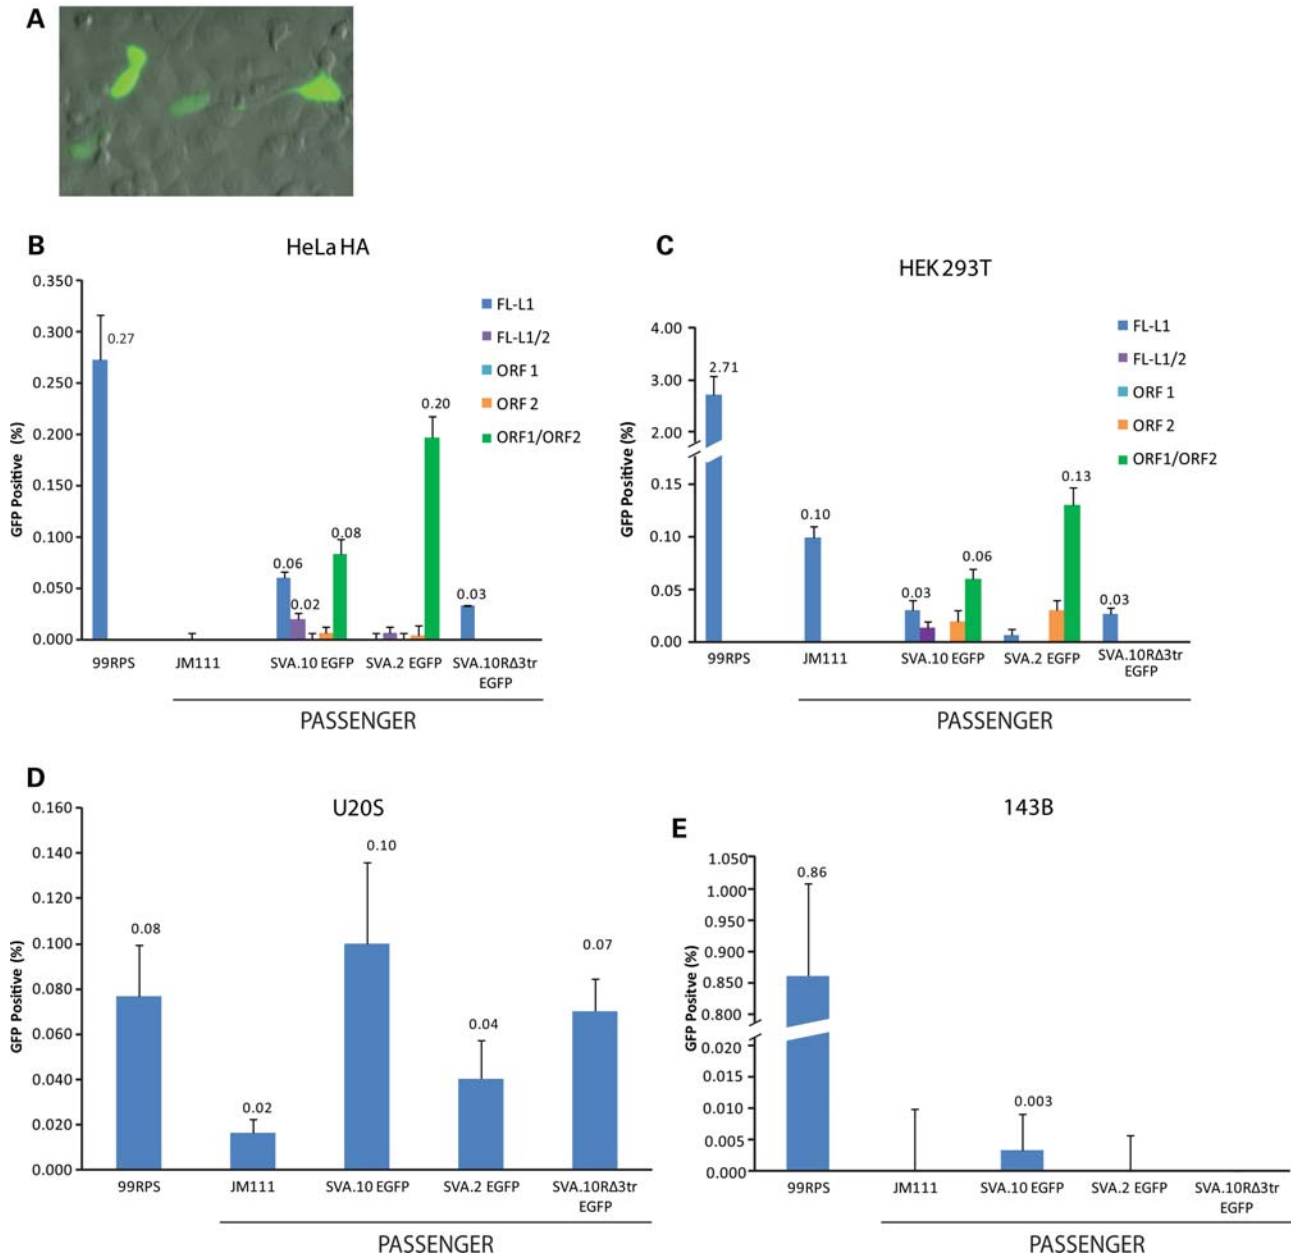 A
B
HeLa HA
0.350
0.300
0.250
0.200
0.150
0.100
0.050
0.000
GFP Positive (%)
0.27
0.06
0.02
0.08
0.20
0.03
FL-L1
FL-L1/2
ORF 1
ORF 2
ORF1/ORF2
99RPS
JM111
SVA.10 EGFP
SVA.2 EGFP
SVA.10RΔ3tr
EGFP
PASSENGER
C
HEK 293T
4.00
3.00
2.00
0.15
0.10
0.05
0.00
GFP Positive (%)
2.71
0.10
0.03
0.06
0.13
0.03
FL-L1
FL-L1/2
ORF 1
ORF 2
ORF1/ORF2
99RPS
JM111
SVA.10 EGFP
SVA.2 EGFP
SVA.10RΔ3tr
EGFP
PASSENGER
D
U20S
0.160
0.140
0.120
0.100
0.080
0.060
0.040
0.020
0.000
GFP Positive (%)
0.08
0.02
0.10
0.04
0.07
99RPS
JM111
SVA.10 EGFP
SVA.2 EGFP
SVA.10RΔ3tr
EGFP
PASSENGER
E
143B
1.050
1.000
0.950
0.900
0.850
0.800
0.020
0.015
0.010
0.005
0.000
GFP Positve (%)
0.86
0.003
99RPS
JM111
SVA.10 EGFP
SVA.2 EGFP
SVA.10RΔ3tr
EGFP
PASSENGER